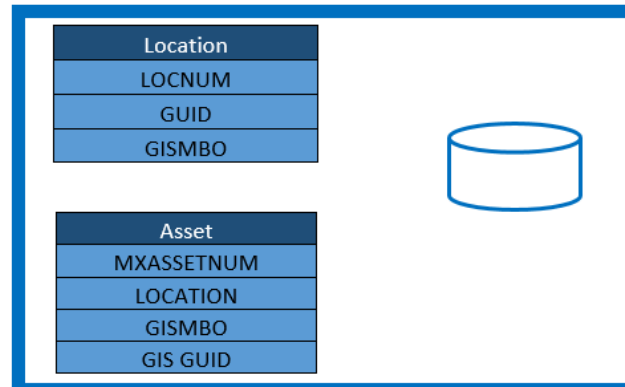 Location
LOCNUM
GUID
GISMBO
Asset
MXASSETNUM
LOCATION
GISMBO
GIS GUID